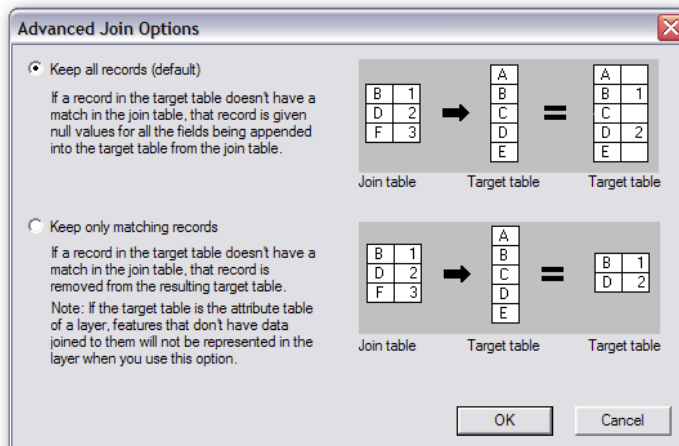 Advanced Join Options
Keep all records (default)
If a record in the target table doesn't have a
match in the join table, that record is given
null values for all the fields being appended
into the target table from the join table.
B 1
D 2
F 3
A
B
C
D
E
=
A
B 1
C
D 2
E
Join table
Target table
Target table
Keep only matching records
If a record in the target table doesn't have a
match in the join table, that record is
removed from the resulting target table.
Note: If the target table is the attribute table
of a layer, features that don't have data
joined to them will not be represented in the
layer when you use this option.
B 1
D 2
F 3
A
B
C
D
E
=
B 1
D 2
Join table
Target table
Target table
OK
Cancel